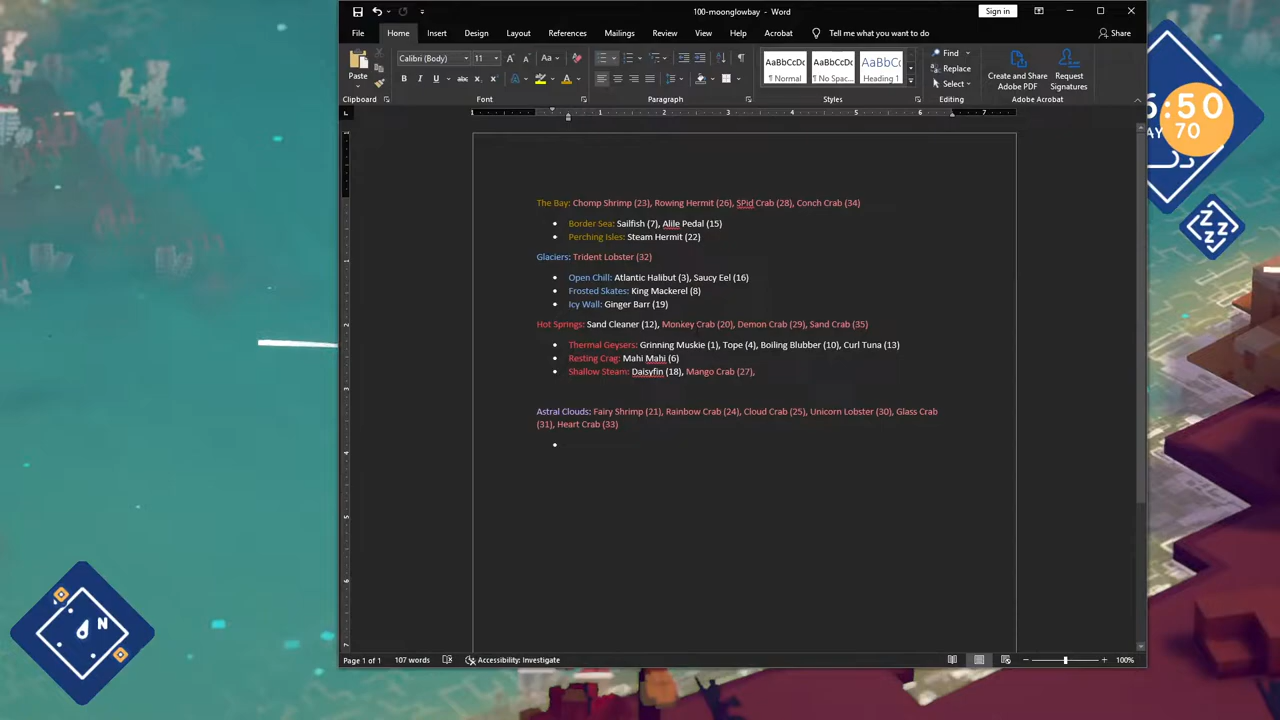 100-moonglowbay - Word
Sign in
File Home Insert Design Layout References Mailings Review View Help Acrobat Tell me what you want to do Share
Paste
Calibri (Body) 11
AaBbCcDc AaBbCcDc AaBbCc
¶ Normal ¶ No Spac... Heading 1
Find
Replace
Select
Create and Share Adobe PDF
Request Signatures
Clipboard Font Paragraph Styles Editing Adobe Acrobat
:50
AY 70
Z Z Z
The Bay: Chomp Shrimp (23), Rowing Hermit (26), SPid Crab (28), Conch Crab (34)
• Border Sea: Sailfish (7), Alile Pedal (15)
• Perching Isles: Steam Hermit (22)
Glaciers: Trident Lobster (32)
• Open Chill: Atlantic Halibut (3), Saucy Eel (16)
• Frosted Skates: King Mackerel (8)
• Icy Wall: Ginger Barr (19)
Hot Springs: Sand Cleaner (12), Monkey Crab (20), Demon Crab (29), Sand Crab (35)
• Thermal Geysers: Grinning Muskie (1), Tope (4), Boiling Blubber (10), Curl Tuna (13)
• Resting Crag: Mahi Mahi (6)
• Shallow Steam: Daisyfin (18), Mango Crab (27),
Astral Clouds: Fairy Shrimp (21), Rainbow Crab (24), Cloud Crab (25), Unicorn Lobster (30), Glass Crab
(31), Heart Crab (33)
•
N
Page 1 of 1 107 words Accessibility: Investigate 100%